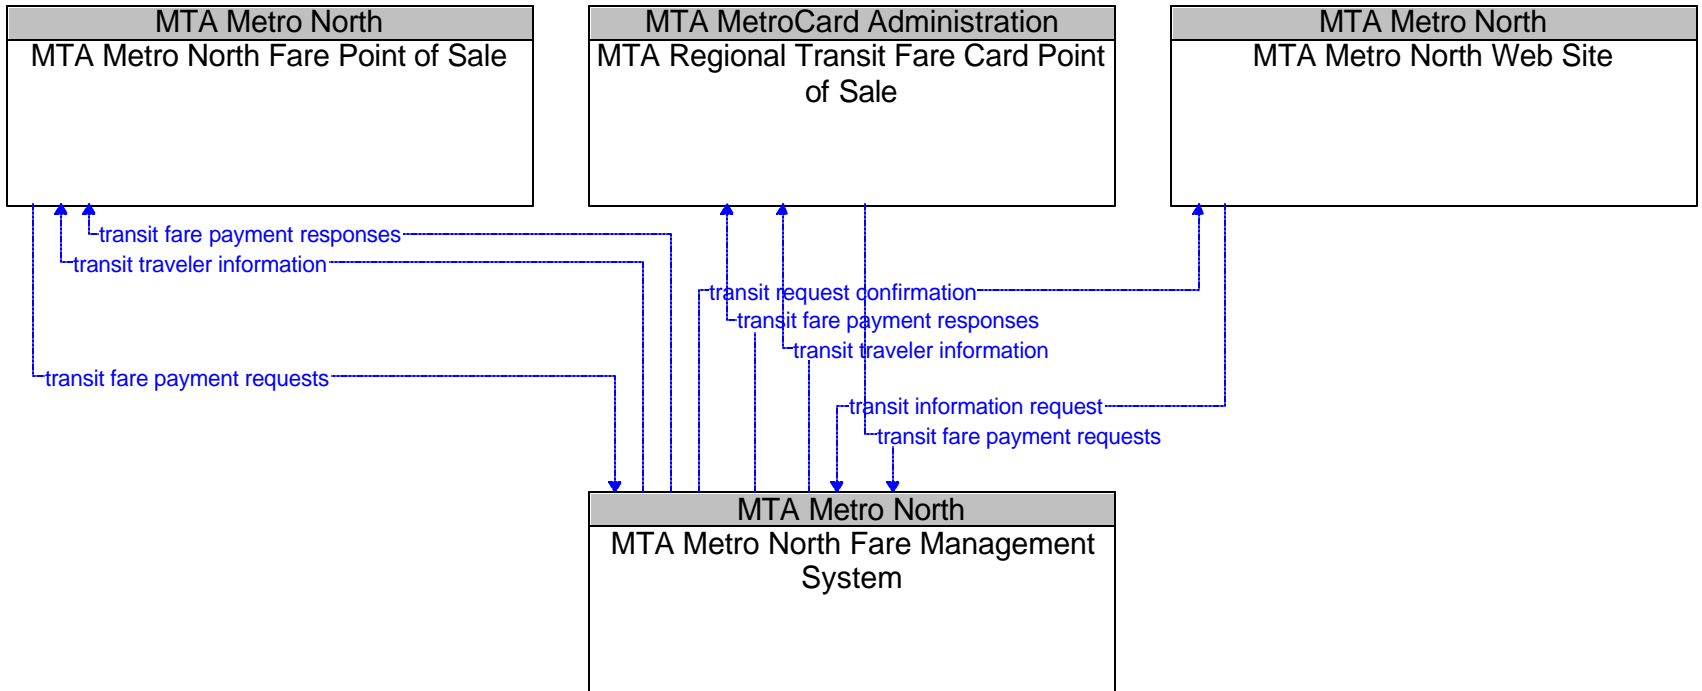 MTA Metro North
MTA Metro North Fare Point of Sale
MTA MetroCard Administration
MTA Regional Transit Fare Card Point
of Sale
MTA Metro North
MTA Metro North Web Site
transit fare payment responses
transit traveler information
transit request confirmation
transit fare payment responses
transit traveler information
transit fare payment requests
transit information request
transit fare payment requests
MTA Metro North
MTA Metro North Fare Management
System